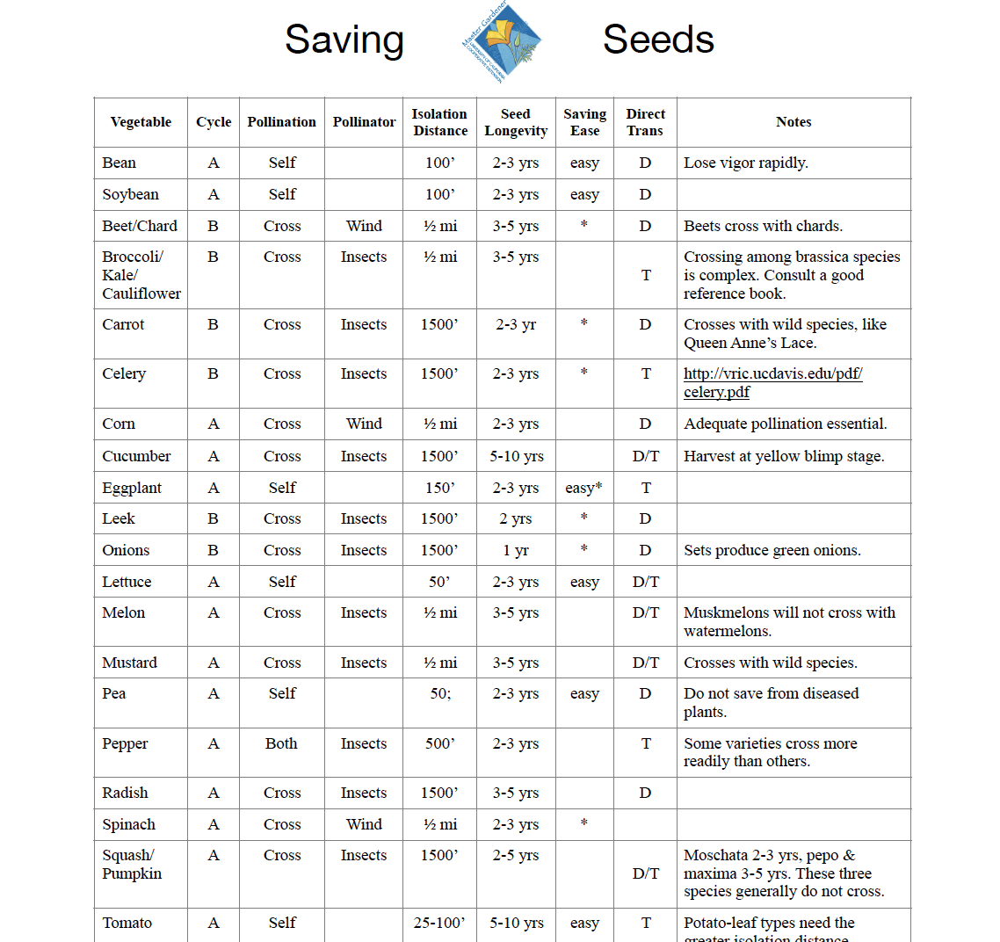 Saving Seeds
Master Gardener
UNIVERSITY OF CALIFORNIA
COOPERATIVE EXTENSION
Vegetable Cycle Pollination Pollinator Isolation Distance Seed Longevity Saving Ease Direct Trans Notes
Bean A Self 100’ 2-3 yrs easy D Lose vigor rapidly.
Soybean A Self 100’ 2-3 yrs easy D
Beet/Chard B Cross Wind ½ mi 3-5 yrs * D Beets cross with chards.
Broccoli/ B Cross Insects ½ mi 3-5 yrs Crossing among brassica species
Kale/ T is complex. Consult a good
Cauliflower reference book.
Carrot B Cross Insects 1500’ 2-3 yr * D Crosses with wild species, like
Queen Anne’s Lace.
Celery B Cross Insects 1500’ 2-3 yrs * T http://vric.ucdavis.edu/pdf/
celery.pdf
Corn A Cross Wind ½ mi 2-3 yrs D Adequate pollination essential.
Cucumber A Cross Insects 1500’ 5-10 yrs D/T Harvest at yellow blimp stage.
Eggplant A Self 150’ 2-3 yrs easy* T
Leek B Cross Insects 1500’ 2 yrs * D
Onions B Cross Insects 1500’ 1 yr * D Sets produce green onions.
Lettuce A Self 50’ 2-3 yrs easy D/T
Melon A Cross Insects ½ mi 3-5 yrs D/T Muskmelons will not cross with
watermelons.
Mustard A Cross Insects ½ mi 3-5 yrs D/T Crosses with wild species.
Pea A Self 50; 2-3 yrs easy D Do not save from diseased
plants.
Pepper A Both Insects 500’ 2-3 yrs T Some varieties cross more
readily than others.
Radish A Cross Insects 1500’ 3-5 yrs D
Spinach A Cross Wind ½ mi 2-3 yrs *
Squash/ A Cross Insects 1500’ 2-5 yrs Moschata 2-3 yrs, pepo &
Pumpkin D/T maxima 3-5 yrs. These three
species generally do not cross.
Tomato A Self 25-100’ 5-10 yrs easy T Potato-leaf types need the
greater isolation distance